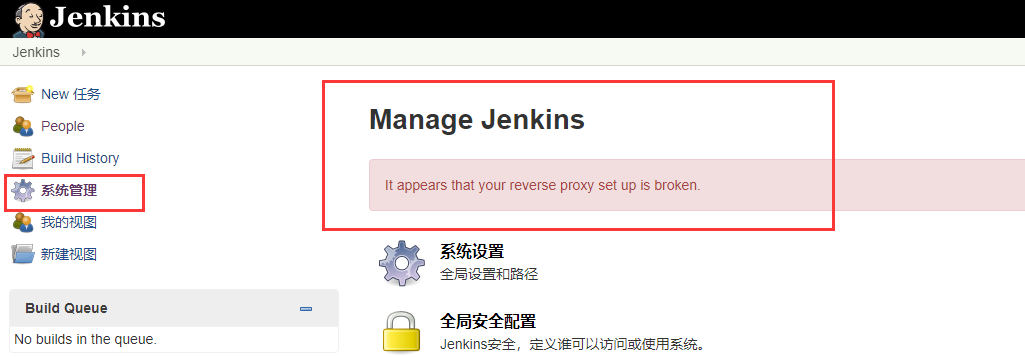 Jenkins
Jenkins
New 任务
People
Build History
系统管理
我的视图
新建视图
Build Queue
No builds in the queue.
Manage Jenkins
It appears that your reverse proxy set up is broken.
系统设置
全局设置和路径
全局安全配置
Jenkins安全，定义谁可以访问或使用系统。